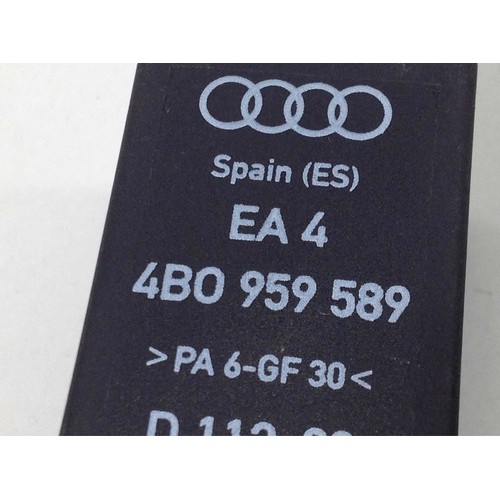 Spain (ES)
EA 4
4B0 959 589
>PA 6-GF 30<